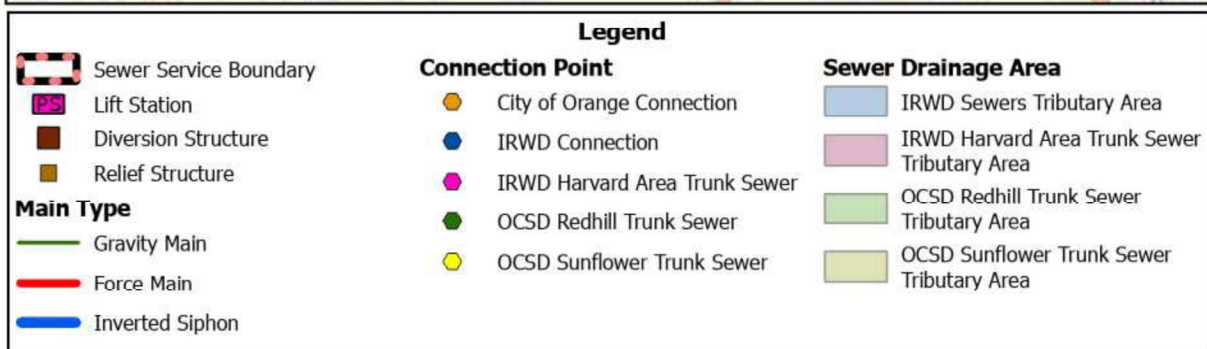 Legend
Sewer Service Boundary
PS
Lift Station
Diversion Structure
Relief Structure
Main Type
Gravity Main
Force Main
Inverted Siphon
Connection Point
City of Orange Connection
IRWD Connection
IRWD Harvard Area Trunk Sewer
OCSD Redhill Trunk Sewer
OCSD Sunflower Trunk Sewer
Sewer Drainage Area
IRWD Sewers Tributary Area
IRWD Harvard Area Trunk Sewer
Tributary Area
OCSD Redhill Trunk Sewer
Tributary Area
OCSD Sunflower Trunk Sewer
Tributary Area